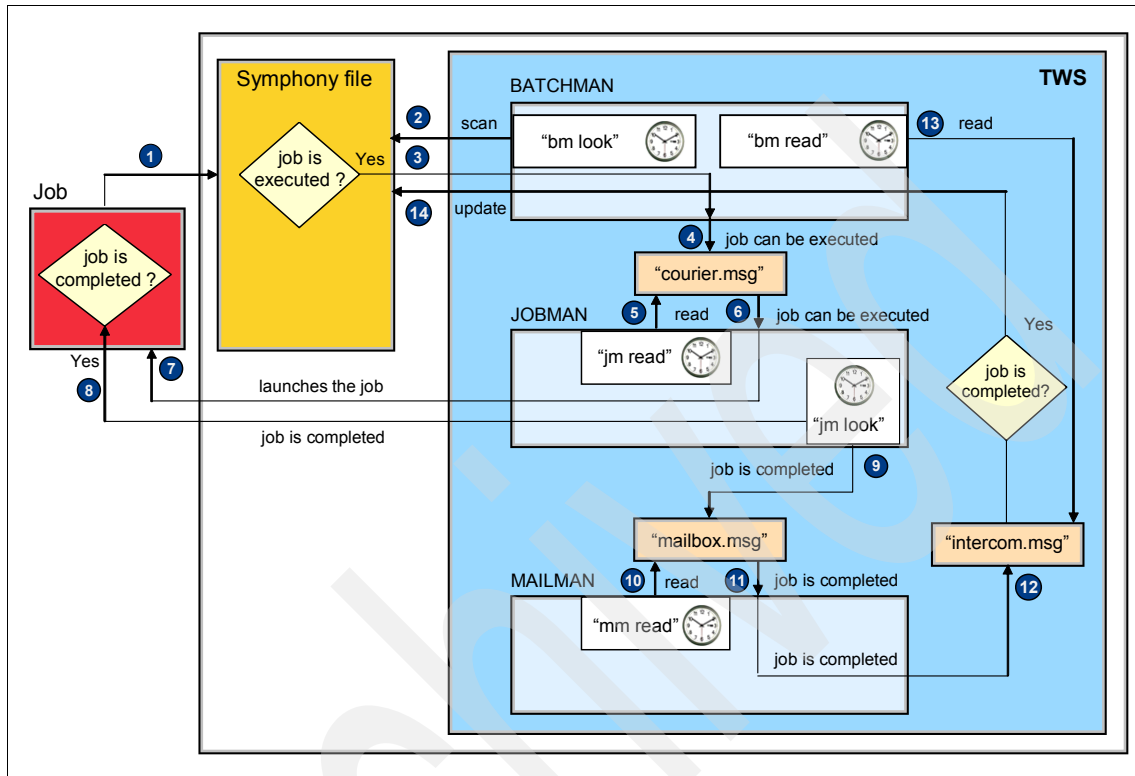 Symphony file
TWS
BATCHMAN
2
scan
“bm look”
“bm read”
13
read
1
job is
executed ?
Yes
3
Job
14
update
job is
completed ?
4
job can be executed
“courier.msg”
5
read
6
job can be executed
JOBMAN
Yes
Yes
7
8
“jm read”
launches the job
job is
completed?
“jm look”
job is completed
job is completed
9
“mailbox.msg”
“intercom.msg”
MAILMAN
10
read
11
job is completed
12
“mm read”
job is completed